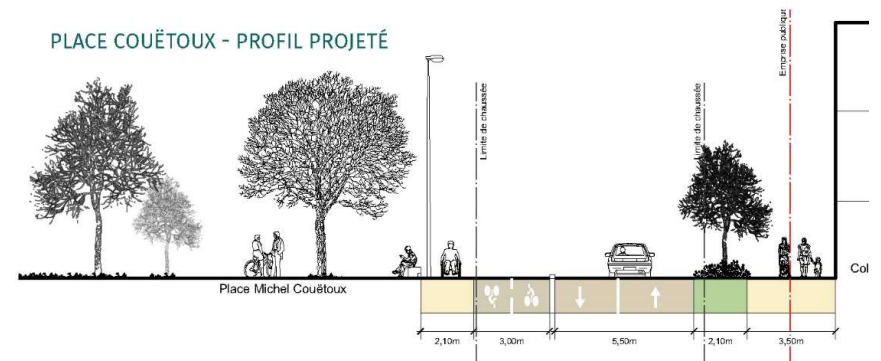 PLACE COUËTOUX - PROFIL PROJETÉ
Limite de chaussée
Limite de chaussée
Emprise publique
Place Michel Couëtoux
Col
2,10m
3,00m
5,50m
2,10m
3,50m